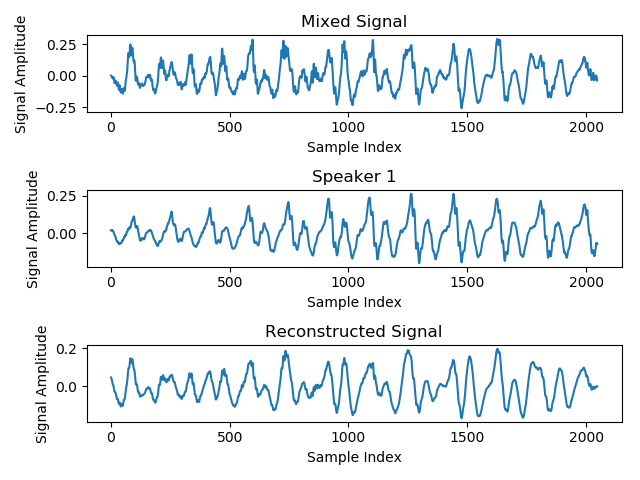 Mixed Signal
Signal Amplitude
0.25
0.00
−0.25
0 500 1000 1500 2000
Sample Index
Speaker 1
Signal Amplitude
0.25
0.00
0 500 1000 1500 2000
Sample Index
Reconstructed Signal
Signal Amplitude
0.2
0.0
0 500 1000 1500 2000
Sample Index